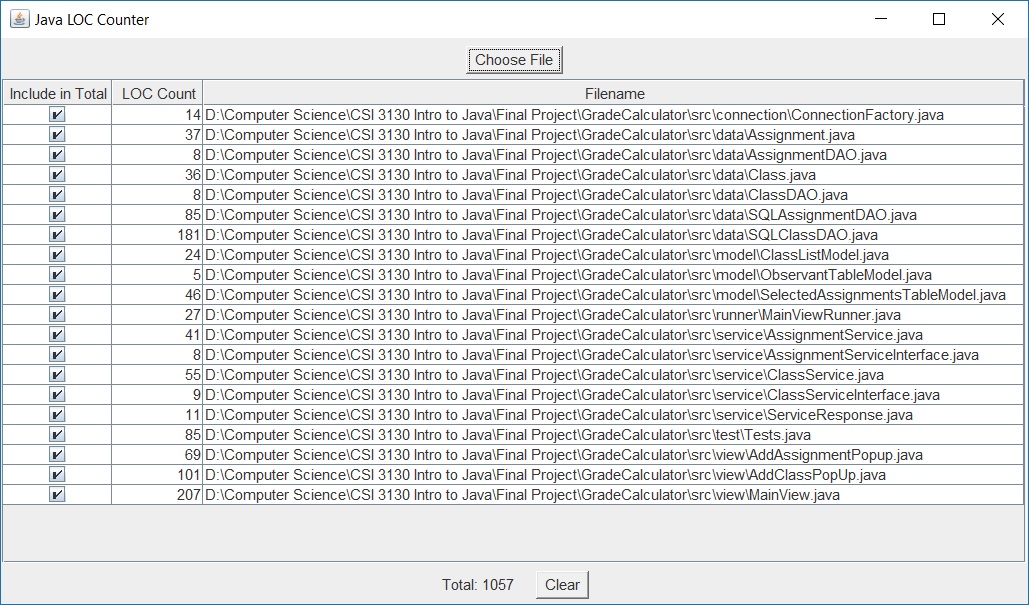 Java LOC Counter
Choose File
Include in Total LOC Count Filename
14 D:\Computer Science\CSI 3130 Intro to Java\Final Project\GradeCalculator\src\connection\ConnectionFactory.java
37 D:\Computer Science\CSI 3130 Intro to Java\Final Project\GradeCalculator\src\data\Assignment.java
8 D:\Computer Science\CSI 3130 Intro to Java\Final Project\GradeCalculator\src\data\AssignmentDAO.java
36 D:\Computer Science\CSI 3130 Intro to Java\Final Project\GradeCalculator\src\data\Class.java
8 D:\Computer Science\CSI 3130 Intro to Java\Final Project\GradeCalculator\src\data\ClassDAO.java
85 D:\Computer Science\CSI 3130 Intro to Java\Final Project\GradeCalculator\src\data\SQLAssignmentDAO.java
181 D:\Computer Science\CSI 3130 Intro to Java\Final Project\GradeCalculator\src\data\SQLClassDAO.java
24 D:\Computer Science\CSI 3130 Intro to Java\Final Project\GradeCalculator\src\model\ClassListModel.java
5 D:\Computer Science\CSI 3130 Intro to Java\Final Project\GradeCalculator\src\model\ObservantTableModel.java
46 D:\Computer Science\CSI 3130 Intro to Java\Final Project\GradeCalculator\src\model\SelectedAssignmentsTableModel.java
27 D:\Computer Science\CSI 3130 Intro to Java\Final Project\GradeCalculator\src\runner\MainViewRunner.java
41 D:\Computer Science\CSI 3130 Intro to Java\Final Project\GradeCalculator\src\service\AssignmentService.java
8 D:\Computer Science\CSI 3130 Intro to Java\Final Project\GradeCalculator\src\service\AssignmentServiceInterface.java
55 D:\Computer Science\CSI 3130 Intro to Java\Final Project\GradeCalculator\src\service\ClassService.java
9 D:\Computer Science\CSI 3130 Intro to Java\Final Project\GradeCalculator\src\service\ClassServiceInterface.java
11 D:\Computer Science\CSI 3130 Intro to Java\Final Project\GradeCalculator\src\service\ServiceResponse.java
85 D:\Computer Science\CSI 3130 Intro to Java\Final Project\GradeCalculator\src\test\Tests.java
69 D:\Computer Science\CSI 3130 Intro to Java\Final Project\GradeCalculator\src\view\AddAssignmentPopup.java
101 D:\Computer Science\CSI 3130 Intro to Java\Final Project\GradeCalculator\src\view\AddClassPopUp.java
207 D:\Computer Science\CSI 3130 Intro to Java\Final Project\GradeCalculator\src\view\MainView.java
Total: 1057 Clear